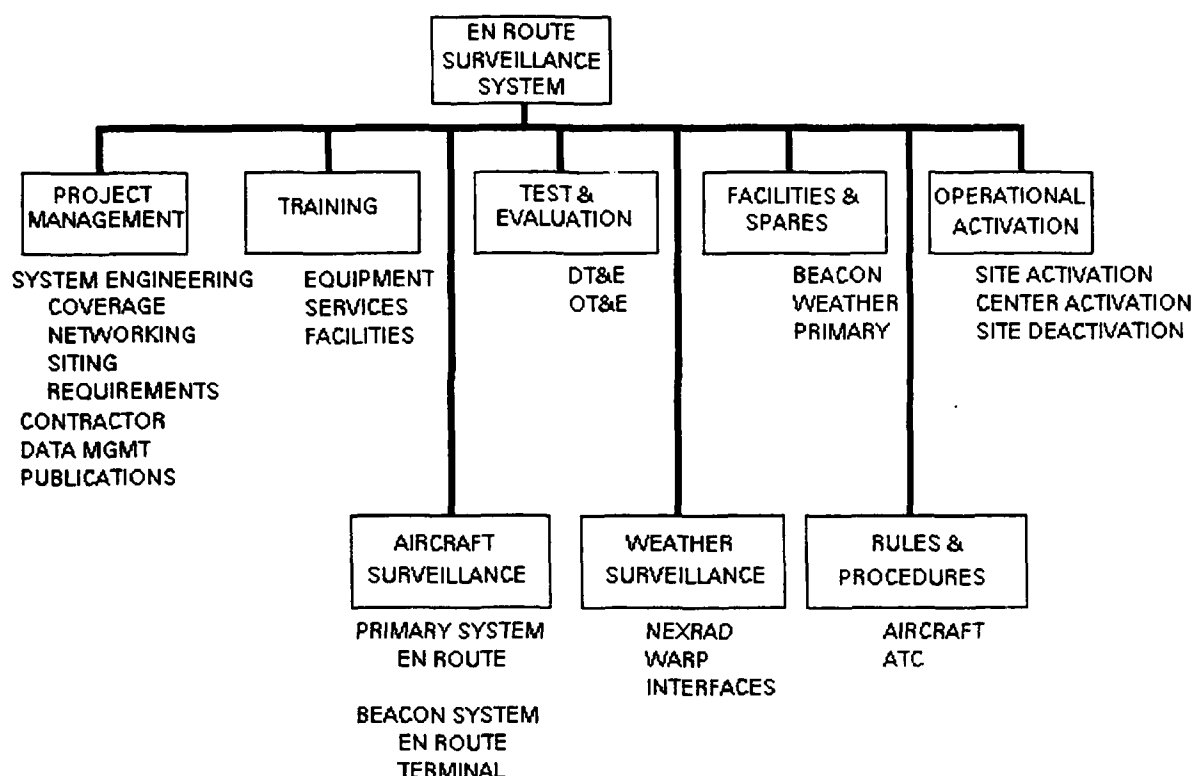 EN ROUTE
SURVEILLANCE
SYSTEM
PROJECT
MANAGEMENT
SYSTEM ENGINEERING
COVERAGE
NETWORKING
SITING
REQUIREMENTS
CONTRACTOR
DATA MGMT
PUBLICATIONS
TRAINING
EQUIPMENT
SERVICES
FACILITIES
TEST &
EVALUATION
DT&E
OT&E
FACILITIES &
SPARES
BEACON
WEATHER
PRIMARY
OPERATIONAL
ACTIVATION
SITE ACTIVATION
CENTER ACTIVATION
SITE DEACTIVATION
AIRCRAFT
SURVEILLANCE
PRIMARY SYSTEM
EN ROUTE
BEACON SYSTEM
EN ROUTE
TERMINAL
WEATHER
SURVEILLANCE
NEXRAD
WARP
INTERFACES
RULES &
PROCEDURES
AIRCRAFT
ATC